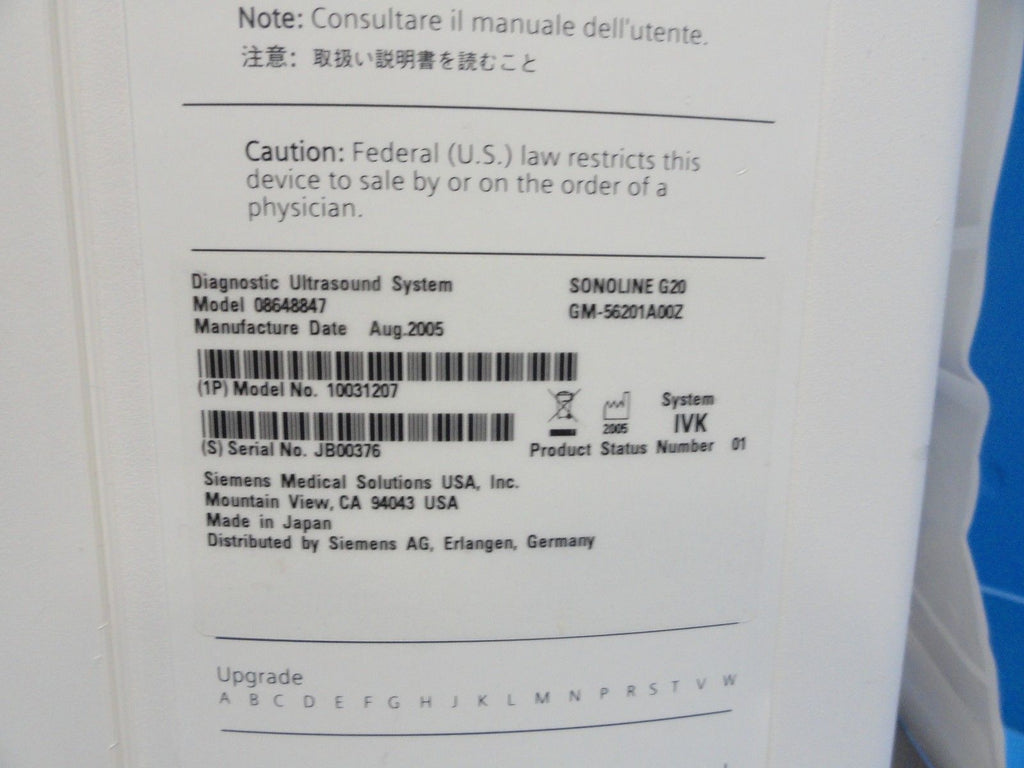 Note: Consultare il manuale dell'utente.
注意: 取扱い説明書を読むこと
Caution: Federal (U.S.) law restricts this
device to sale by or on the order of a
physician.
Diagnostic Ultrasound System SONOLINE G20
Model 08648847 GM-56201A00Z
Manufacture Date Aug.2005
(1P) Model No. 10031207
System
IVK
2005
(S) Serial No. JB00376
Product Status Number 01
Siemens Medical Solutions USA, Inc.
Mountain View, CA 94043 USA
Made in Japan
Distributed by Siemens AG, Erlangen, Germany
Upgrade
A B C D E F G H J K L M N P R S T V W